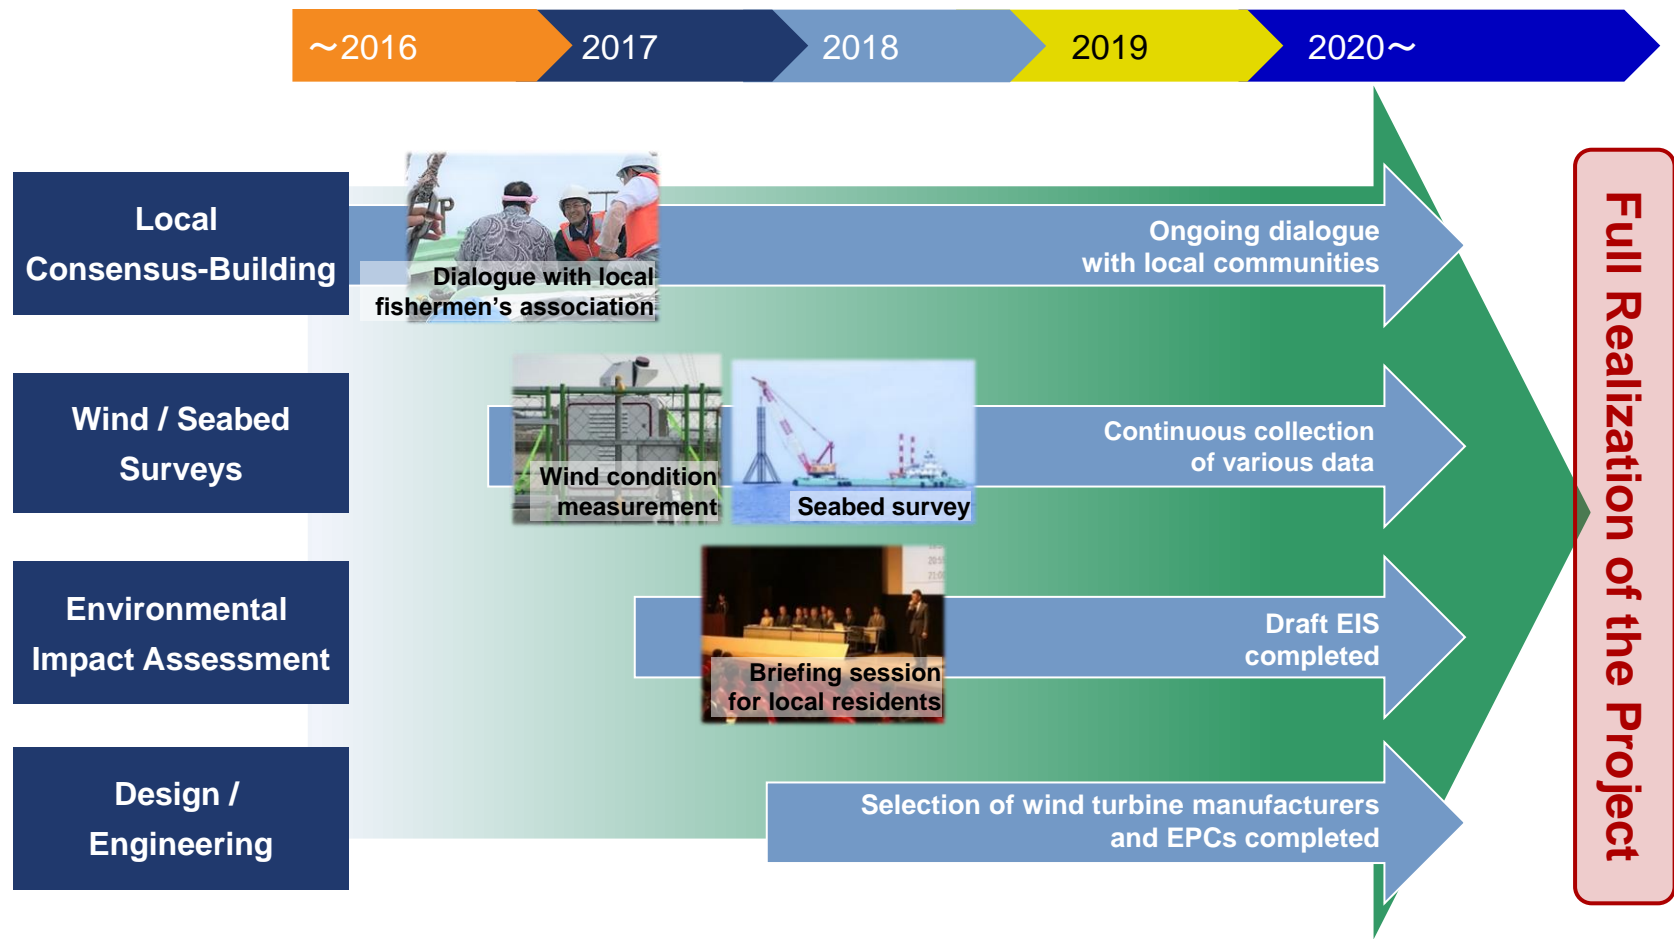 ～2016
2017
2018
2019
2020～
Local
Consensus-Building
Dialogue with local
fishermen’s association
Ongoing dialogue
with local communities
Wind / Seabed
Surveys
Wind condition
measurement
Seabed survey
Continuous collection
of various data
Environmental
Impact Assessment
Briefing session
for local residents
Draft EIS
completed
Design /
Engineering
Selection of wind turbine manufacturers
and EPCs completed
Full Realization of the Project